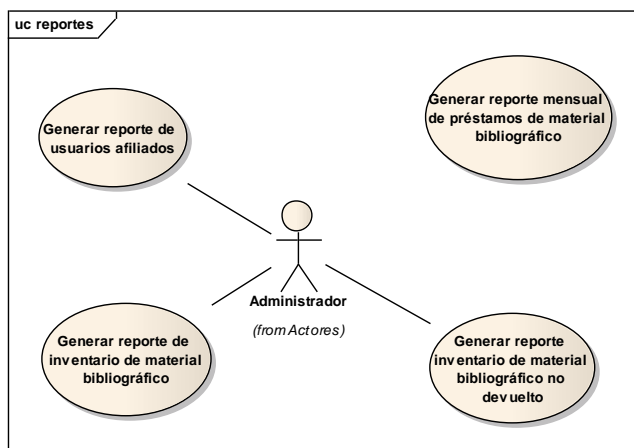 uc reportes
Generar reporte de
usuarios afiliados
Generar reporte mensual
de préstamos de material
bibliográfico
Administrador
(from Actores)
Generar reporte de
inventario de material
bibliográfico
Generar reporte
inventario de material
bibliográfico no
devuelto